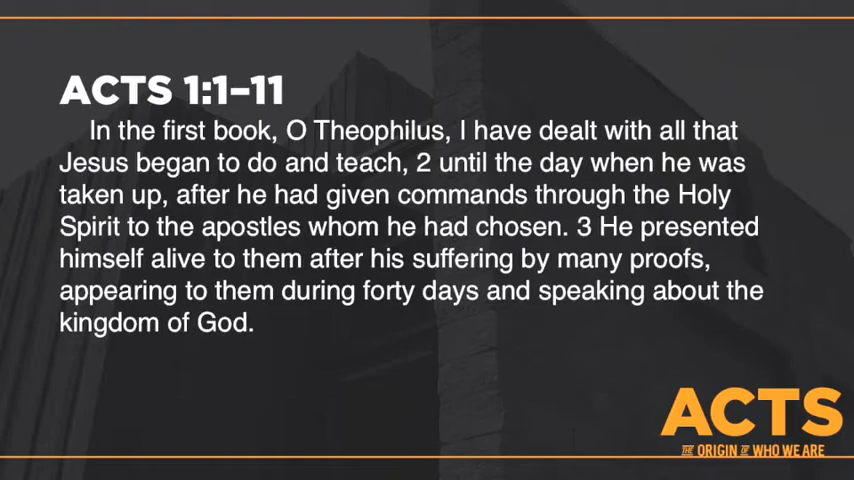 ACTS 1:1–11
In the first book, O Theophilus, I have dealt with all that
Jesus began to do and teach, 2 until the day when he was
taken up, after he had given commands through the Holy
Spirit to the apostles whom he had chosen. 3 He presented
himself alive to them after his suffering by many proofs,
appearing to them during forty days and speaking about the
kingdom of God.
ACTS
THE ORIGIN OF WHO WE ARE